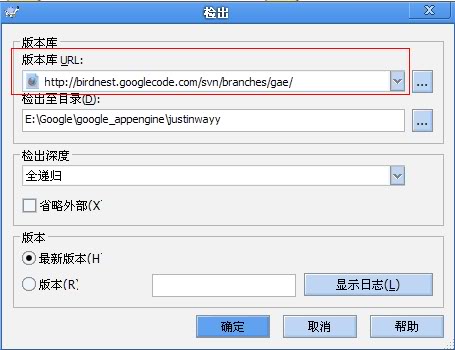 检出
版本库
版本库 URL:
http://birdnest.googlecode.com/svn/branches/gae/
...
检出至目录(D):
E:\Google\google_appengine\justinwayy
...
检出深度
全递归
省略外部(X
版本
最新版本(H
版本(R)
显示日志(L)
确定
取消
帮助